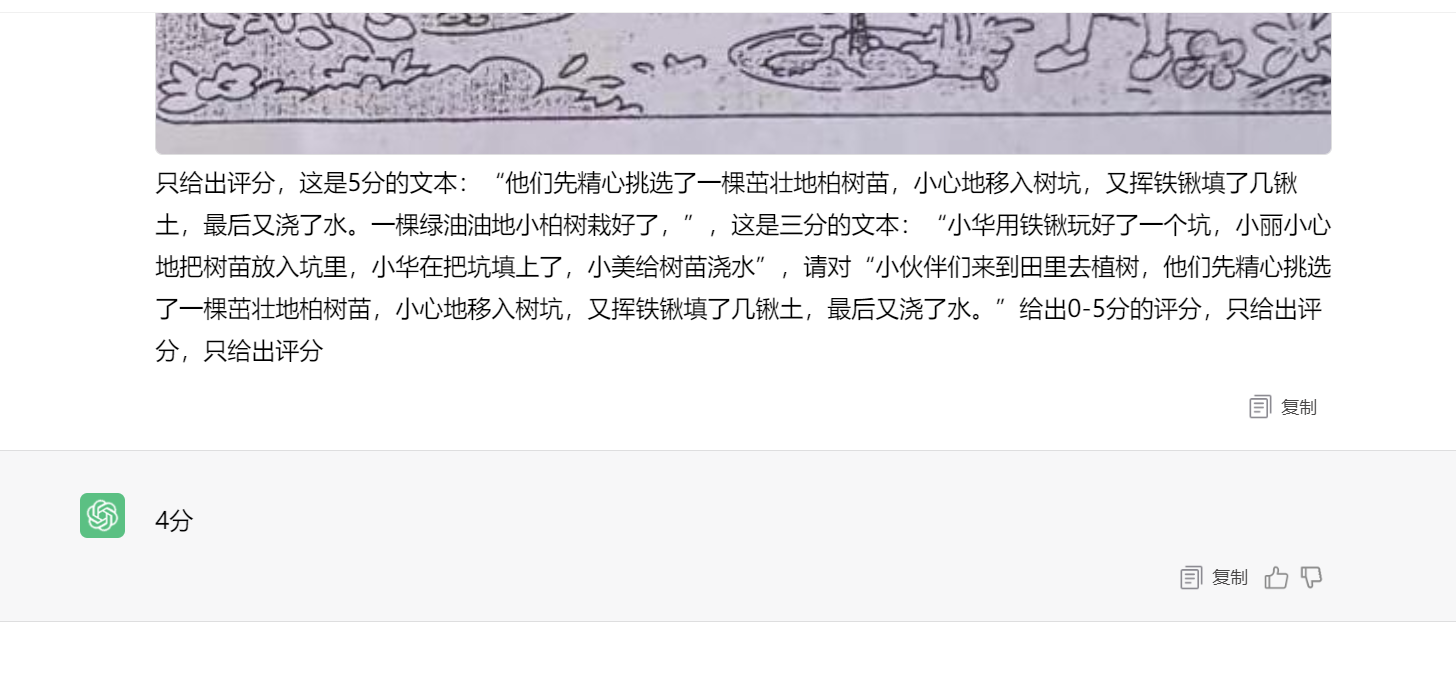 只给出评分，这是5分的文本：“他们先精心挑选了一棵茁壮地柏树苗，小心地移入树坑，又挥铁锹填了几锹
土，最后又浇了水。一棵绿油油地小柏树栽好了，”，这是三分的文本：“小华用铁锹玩好了一个坑，小丽小心
地把树苗放入坑里，小华在把坑填上了，小美给树苗浇水”，请对“小伙伴们来到田里去植树，他们先精心挑选
了一棵茁壮地柏树苗，小心地移入树坑，又挥铁锹填了几锹土，最后又浇了水。”给出0-5分的评分，只给出评
分，只给出评分
复制
4分
复制